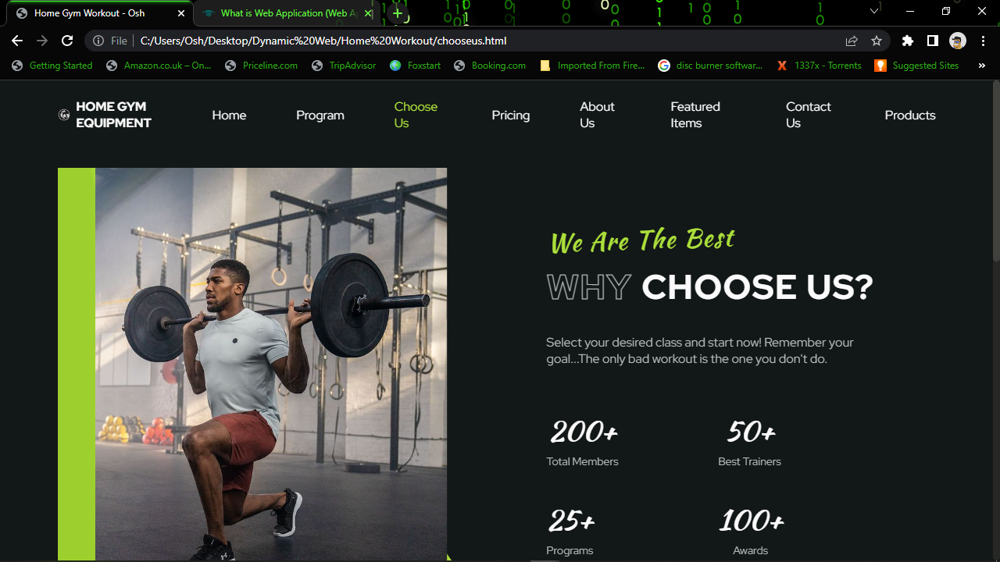 Home Gym Workout - Osh
What is Web Application (Web A
File
C:/Users/Osh/Desktop/Dynamic%20Web/Home%20Workout/chooseus.html
Getting Started
Amazon.co.uk – On...
Priceline.com
TripAdvisor
Foxstart
Booking.com
Imported From Fire...
disc burner softwar...
1337x - Torrents
Suggested Sites
»
HOME GYM
EQUIPMENT
Home
Program
Choose
Us
Pricing
About
Us
Featured
Items
Contact
Us
Products
We Are The Best
WHY CHOOSE US?
Select your desired class and start now! Remember your
goal...The only bad workout is the one you don't do.
200+
Total Members
50+
Best Trainers
25+
Programs
100+
Awards